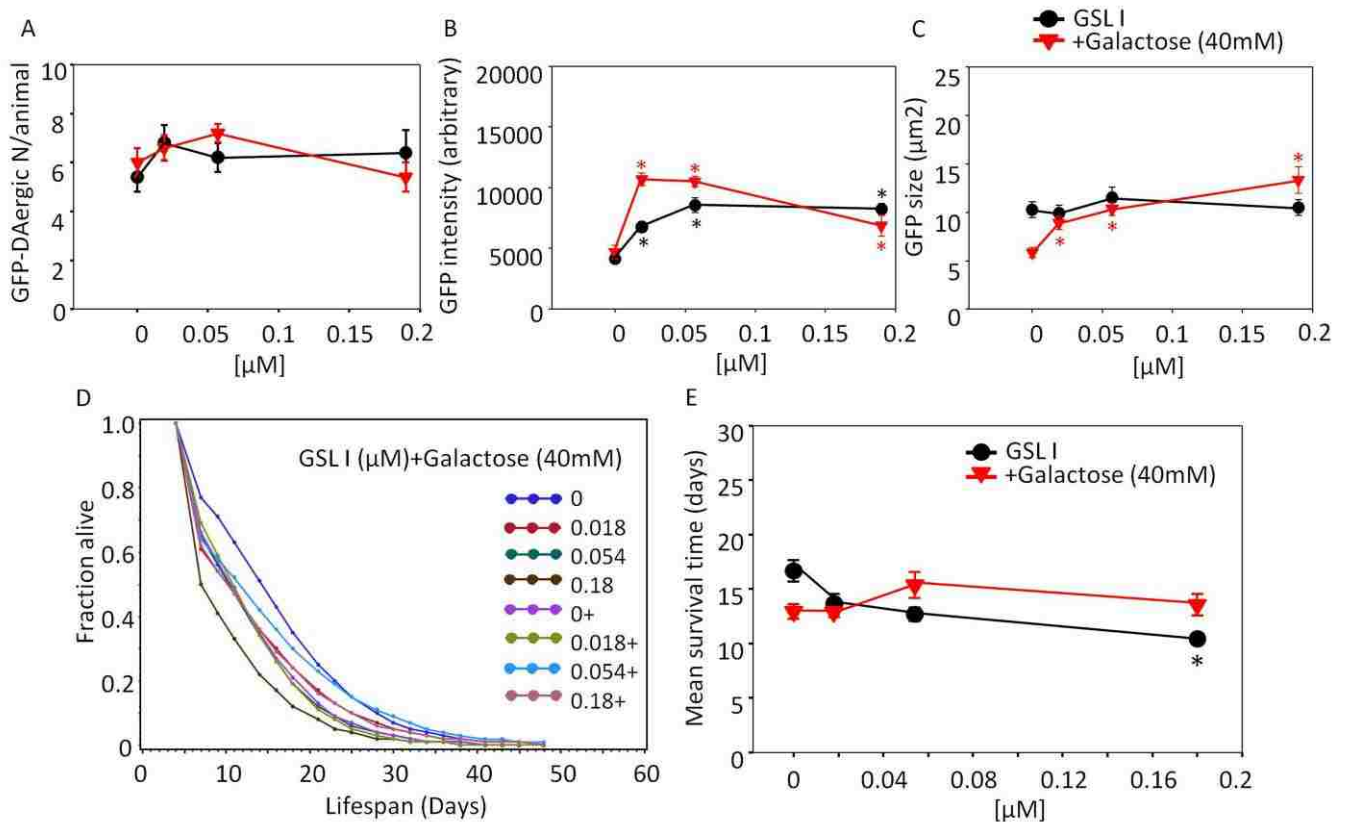 GSL I
+Galactose (40mM)
A
GFP-DAergic N/animal
10
8
6
4
2
0
0 0.05 0.1 0.15 0.2
[µM]
B
GFP intensity (arbitrary)
20000
15000
10000
5000
0
* *
* *
*
*
0 0.05 0.1 0.15 0.2
[µM]
C
GFP size (µm2)
25
20
15
10
5
0
* * *
0 0.05 0.1 0.15 0.2
[µM]
D
Fraction alive
1.0
0.8
0.6
0.4
0.2
0
GSL I (µM)+Galactose (40mM)
0
0.018
0.054
0.18
0+
0.018+
0.054+
0.18+
0 10 20 30 40 50 60
Lifespan (Days)
E
Mean survival time (days)
30
25
20
15
10
5
0
GSL I
+Galactose (40mM)
*
0 0.04 0.08 0.12 0.16 0.2
[µM]